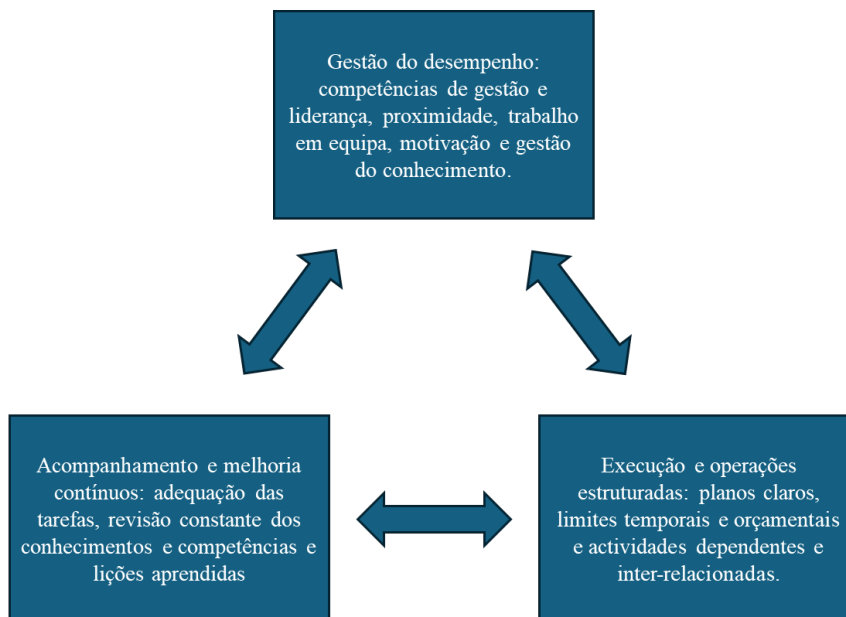 Gestão do desempenho:
competências de gestão e
liderança, proximidade, trabalho
em equipa, motivação e gestão
do conhecimento.
Acompanhamento e melhoria
contínuos: adequação das
tarefas, revisão constante dos
conhecimentos e competências e
lições aprendidas
Execução e operações
estruturadas: planos claros,
limites temporais e orçamentais
e actividades dependentes e
inter-relacionadas.